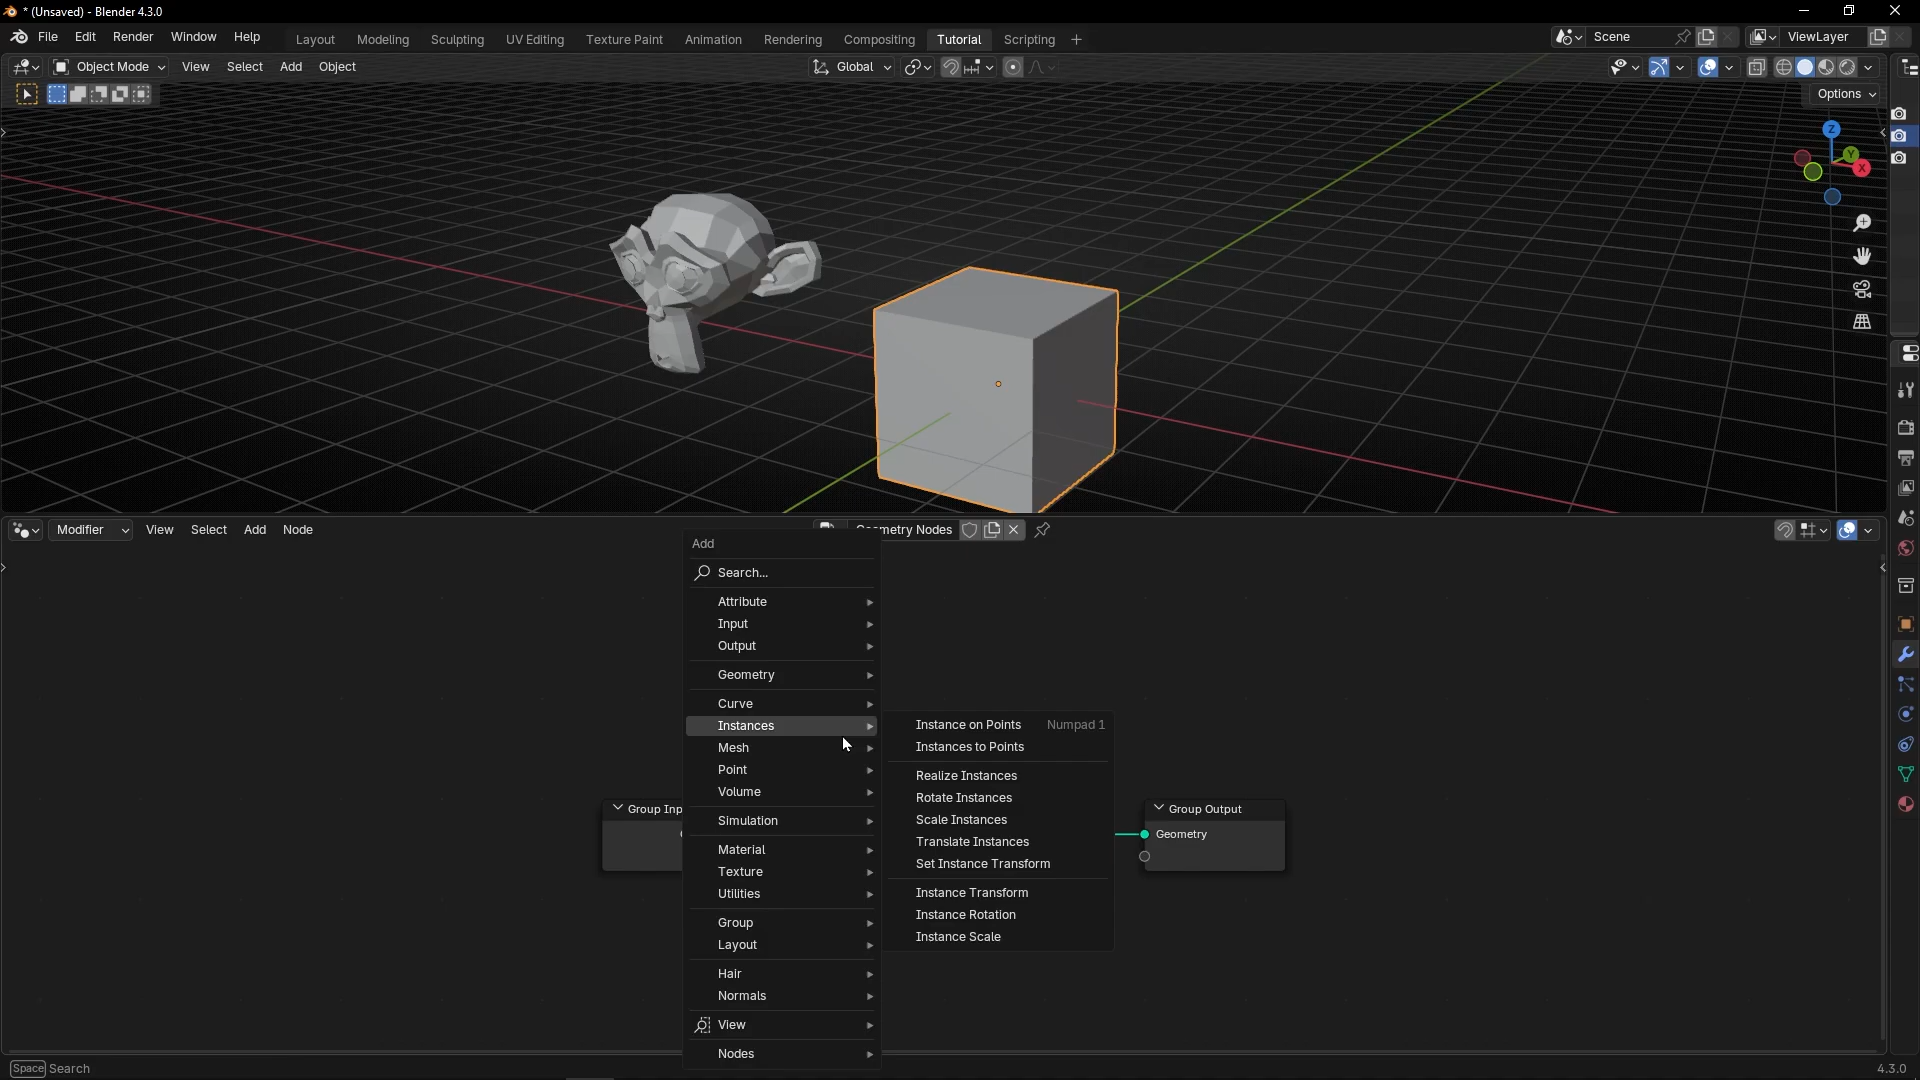 * (Unsaved) - Blender 4.3.0
File Edit Render Window Help Layout Modeling Sculpting UV Editing Texture Paint Animation Rendering Compositing Tutorial Scripting + Scene ViewLayer
Object Mode View Select Add Object Global
Options
Z
Y
X
Modifier View Select Add Node Geometry Nodes
Add
Search...
Attribute
Input
Output
Geometry
Curve
Instances
Mesh
Point
Volume
Simulation
Material
Texture
Utilities
Group
Layout
Hair
Normals
View
Nodes
Instance on Points Numpad 1
Instances to Points
Realize Instances
Rotate Instances
Scale Instances
Translate Instances
Set Instance Transform
Instance Transform
Instance Rotation
Instance Scale
Group Inp
Group Output
Geometry
Space Search
4.3.0